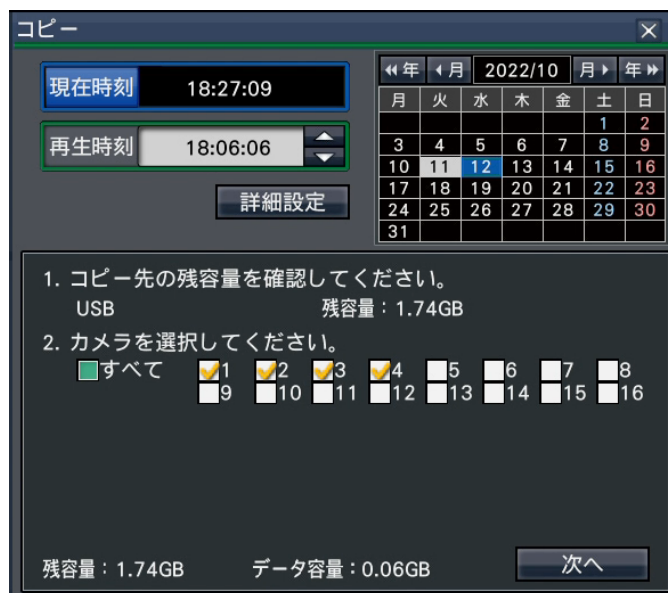 コピー
現在時刻 18:27:09
再生時刻 18:06:06
詳細設定
年 月 2022/10 月 年
月 火 水 木 金 土 日
1 2
3 4 5 6 7 8 9
10 11 12 13 14 15 16
17 18 19 20 21 22 23
24 25 26 27 28 29 30
31
1. コピー先の残容量を確認してください。
USB 残容量：1.74GB
2. カメラを選択してください。
すべて 1 2 3 4 5 6 7 8
9 10 11 12 13 14 15 16
残容量：1.74GB データ容量：0.06GB 次へ